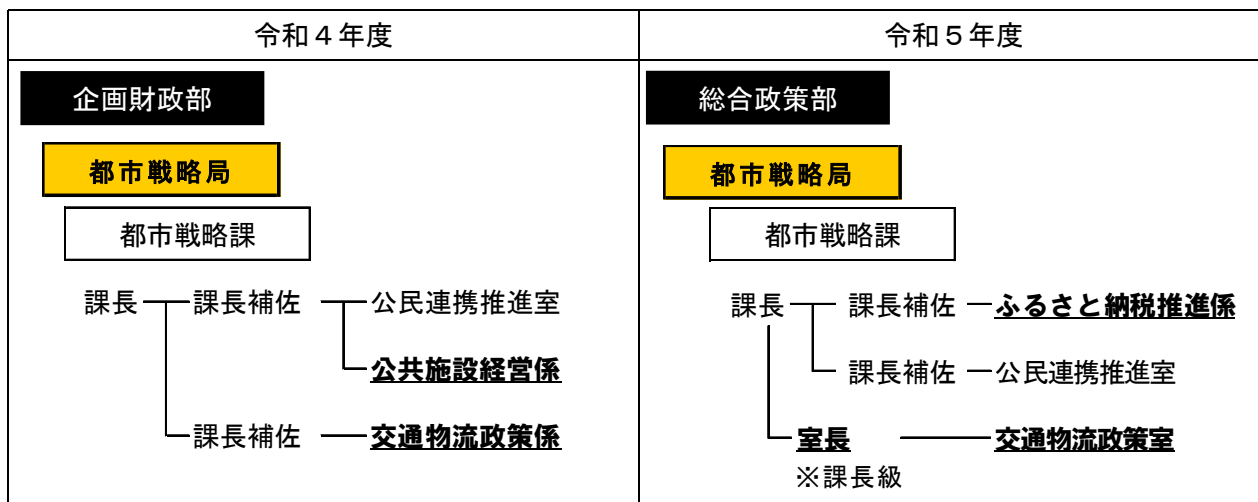 令和４年度
企画財政部
都市戦略局
都市戦略課
課長 課長補佐 公民連携推進室
公共施設経営係
課長補佐 交通物流政策係
令和５年度
総合政策部
都市戦略局
都市戦略課
課長 課長補佐 ふるさと納税推進係
課長補佐 公民連携推進室
室長 交通物流政策室
※課長級